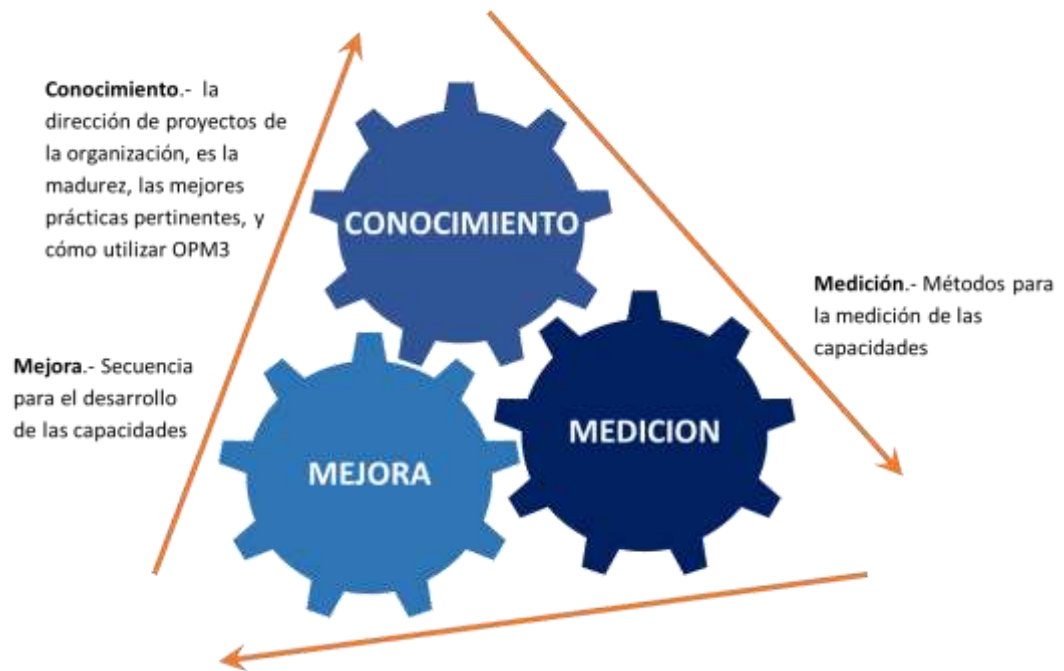 Conocimiento.- la
dirección de proyectos de
la organización, es la
madurez, las mejores
prácticas pertinentes, y
cómo utilizar OPM3
CONOCIMIENTO
Medición.- Métodos para
la medición de las
capacidades
Mejora.- Secuencia
para el desarrollo
de las capacidades
MEDICION
MEJORA